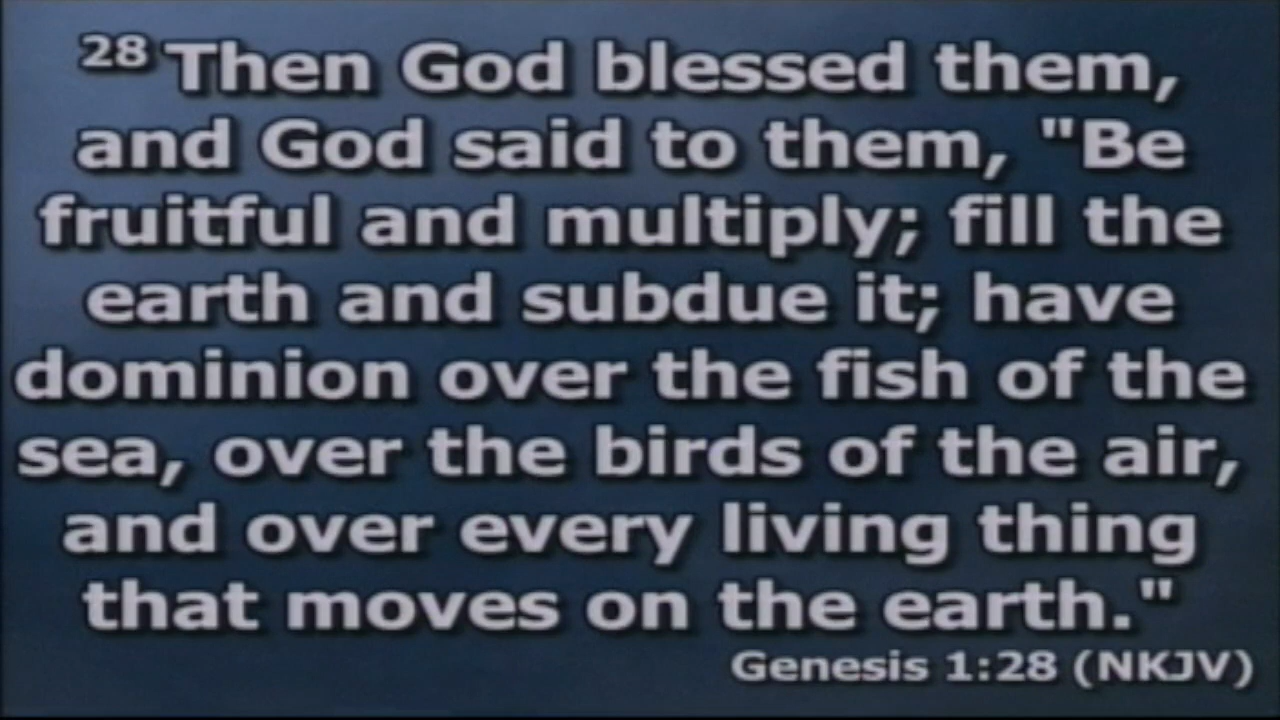 28 Then God blessed them,
and God said to them, "Be
fruitful and multiply; fill the
earth and subdue it; have
dominion over the fish of the
sea, over the birds of the air,
and over every living thing
that moves on the earth."
Genesis 1:28 (NKJV)